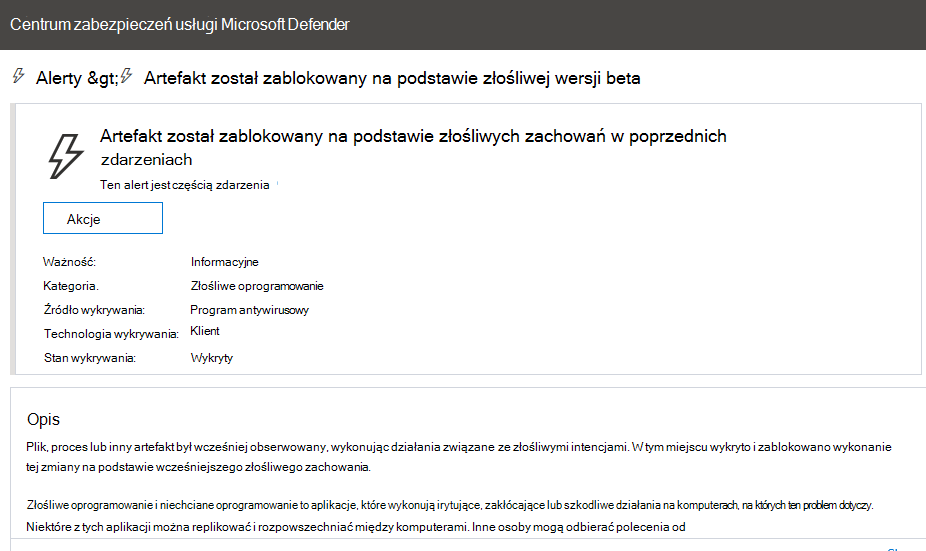 Centrum zabezpieczeń usługi Microsoft Defender
Alerty &gt; Artefakt został zablokowany na podstawie złośliwej wersji beta
Artefakt został zablokowany na podstawie złośliwych zachowań w poprzednich
zdarzeniach
Ten alert jest częścią zdarzenia
Akcje
Ważność: Informacyjne
Kategoria. Złośliwe oprogramowanie
Źródło wykrywania: Program antywirusowy
Technologia wykrywania: Klient
Stan wykrywania: Wykryty
Opis
Plik, proces lub inny artefakt był wcześniej obserwowany, wykonując działania związane ze złośliwymi intencjami. W tym miejscu wykryto i zablokowano wykonanie
tej zmiany na podstawie wcześniejszego złośliwego zachowania.
Złośliwe oprogramowanie i niechciane oprogramowanie to aplikacje, które wykonują irytujące, zakłócające lub szkodliwe działania na komputerach, na których ten problem dotyczy.
Niektóre z tych aplikacji można replikować i rozpowszechniać między komputerami. Inne osoby mogą odbierać polecenia od